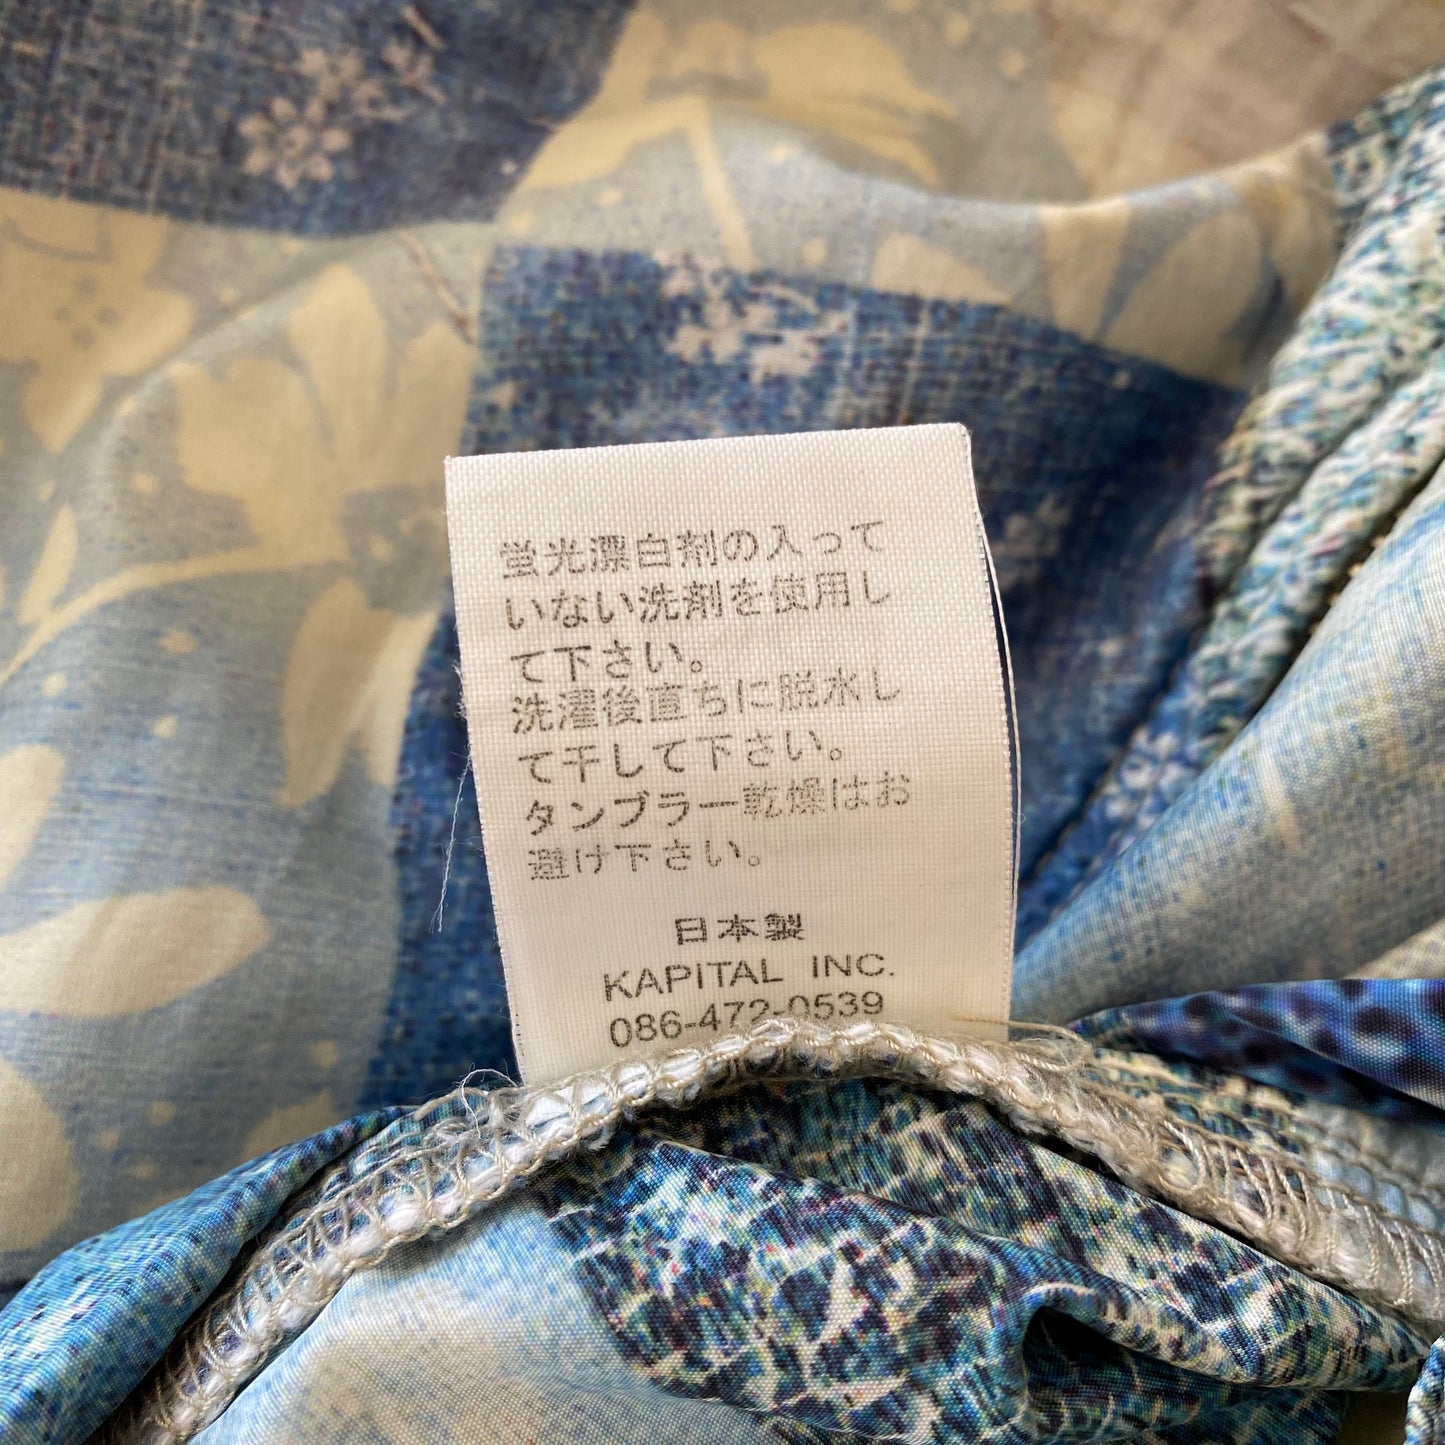 蛍光漂白剤の入って
いない洗剤を使用し
て下さい。
洗濯後直ちに脱水し
て干して下さい。
タンブラー乾燥はお
避け下さい。
日本製
KAPITAL INC.
086-472-0539